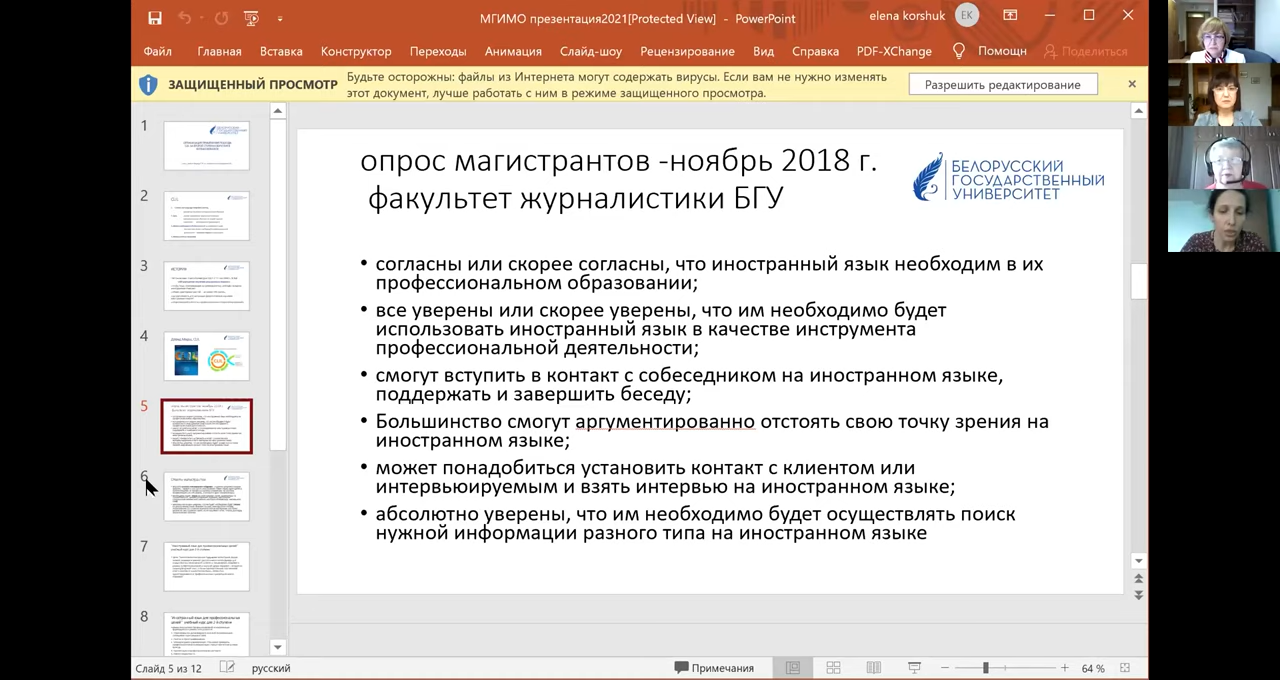 МГИМО презентация2021[Protected View] - PowerPoint
elena korshuk
EK
Файл Главная Вставка Конструктор Переходы Анимация Слайд-шоу Рецензирование Вид Справка PDF-XChange Помощн Поделиться
ЗАЩИЩЕННЫЙ ПРОСМОТР
Будьте осторожны: файлы из Интернета могут содержать вирусы. Если вам не нужно изменять
этот документ, лучше работать с ним в режиме защищенного просмотра.
Разрешить редактирование
1
2
3
4
5
6
7
8
опрос магистрантов -ноябрь 2018 г.
факультет журналистики БГУ
БЕЛОРУССКИЙ
ГОСУДАРСТВЕННЫЙ
УНИВЕРСИТЕТ
• согласны или скорее согласны, что иностранный язык необходим в их
профессиональном образовании;
• все уверены или скорее уверены, что им необходимо будет
использовать иностранный язык в качестве инструмента
профессиональной деятельности;
• смогут вступить в контакт с собеседником на иностранном языке,
поддержать и завершить беседу;
• Большинство смогут аргументированно отстоять свою точку зрения на
иностранном языке;
• может понадобиться установить контакт с клиентом или
интервьюируемым и взять интервью на иностранном языке;
• абсолютно уверены, что им необходимо будет осуществлять поиск
нужной информации разного типа на иностранном языке
Слайд 5 из 12
русский
Примечания
64 %